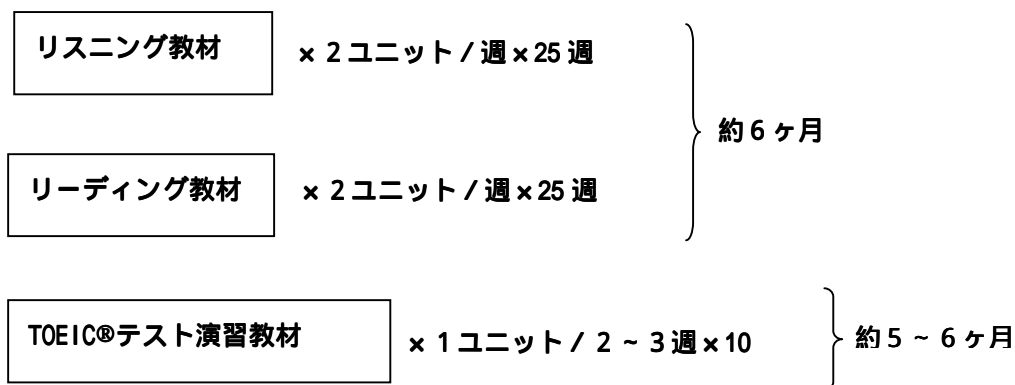 リスニング教材 × 2 ユニット / 週 × 25 週
約 6 ヶ月
リーディング教材 × 2 ユニット / 週 × 25 週
TOEIC®テスト演習教材 × 1 ユニット / 2 ~ 3 週 × 10
約 5 ~ 6 ヶ月